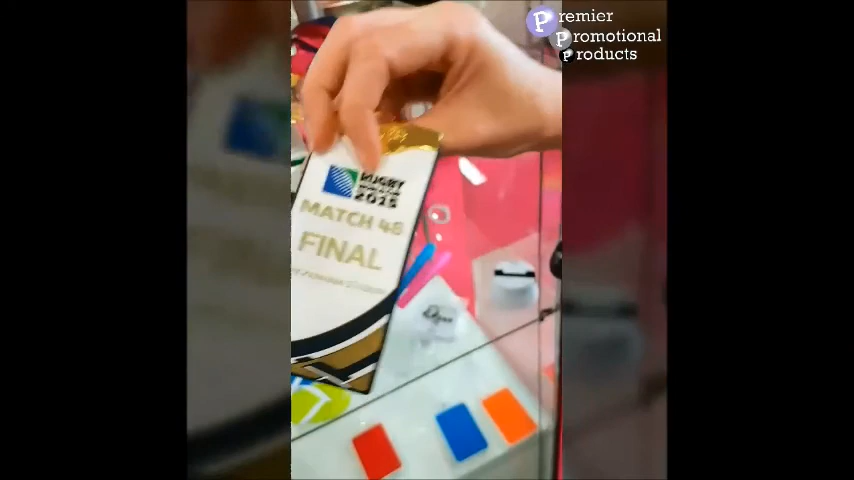 Premier
Promotional
Products
RUGBY
2015
MATCH 48
FINAL